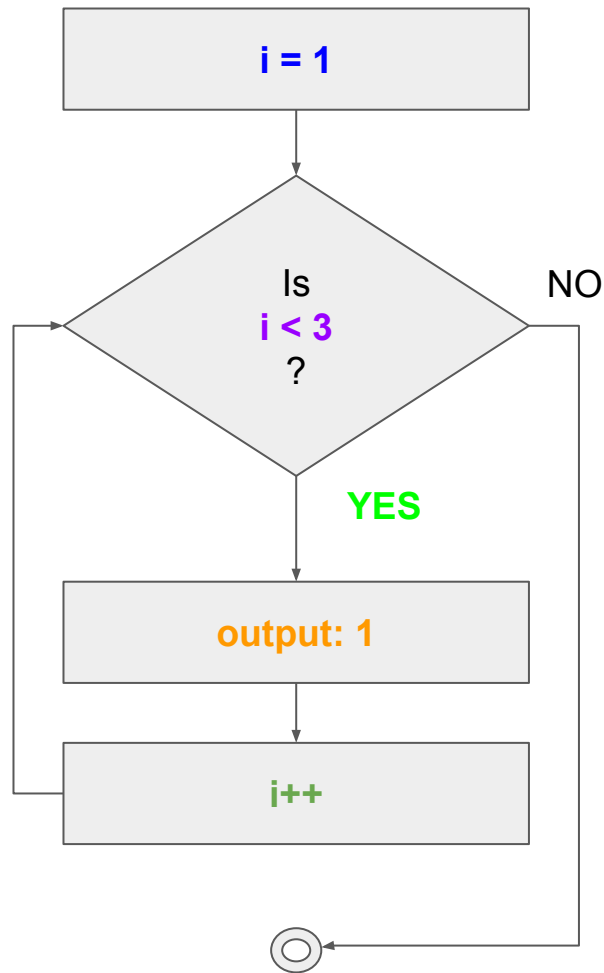 i = 1
Is
i < 3
?
NO
YES
output: 1
i++